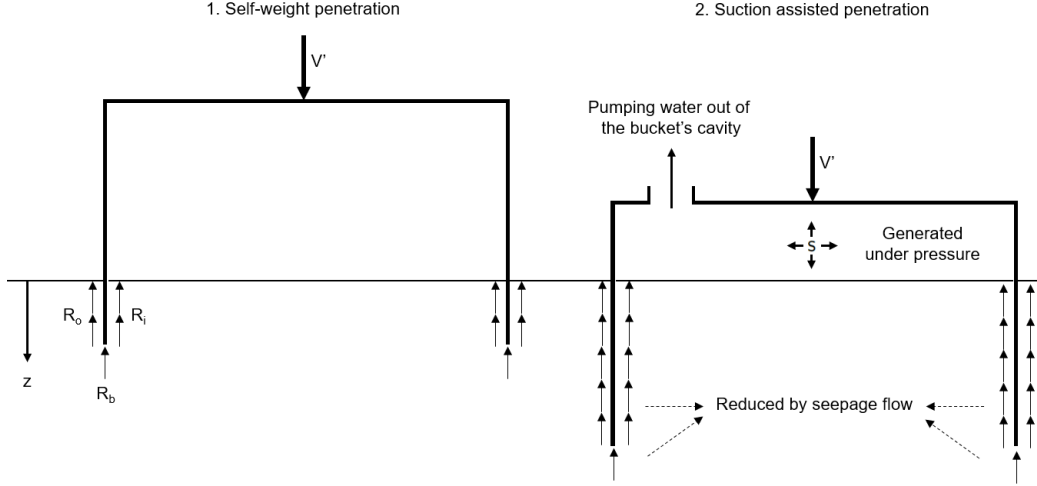 1. Self-weight penetration
2. Suction assisted penetration
V'
Pumping water out of
the bucket's cavity
V'
S
Generated
under pressure
Ro
Ri
z
Rb
Reduced by seepage flow